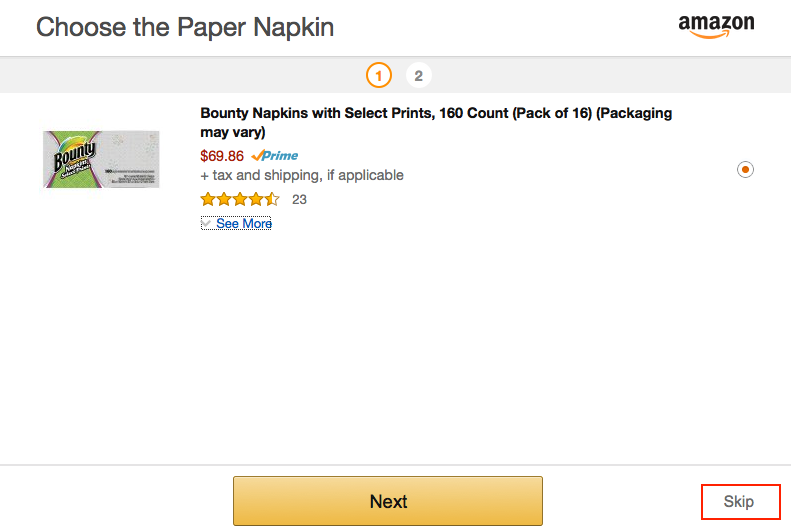 Choose the Paper Napkin
amazon
1 2
Bounty Napkins with Select Prints, 160 Count (Pack of 16) (Packaging
may vary)
$69.86 Prime
+ tax and shipping, if applicable
23
See More
Bounty
Napkins
Select Prints
Next
Skip